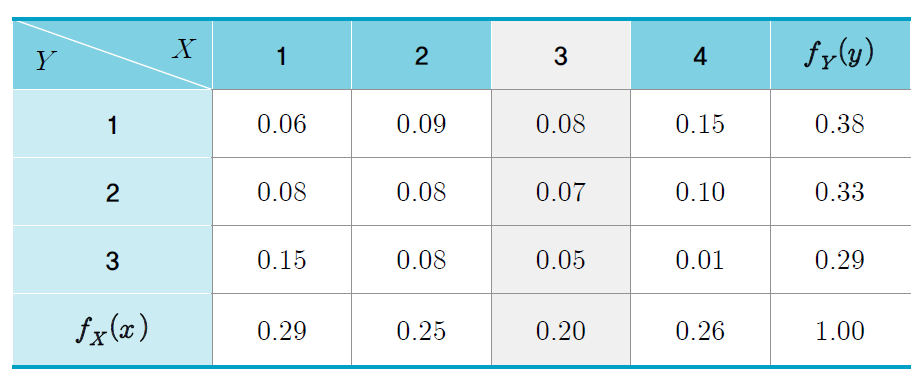 Y X 1 2 3 4 f_Y(y)
1 0.06 0.09 0.08 0.15 0.38
2 0.08 0.08 0.07 0.10 0.33
3 0.15 0.08 0.05 0.01 0.29
f_X(x) 0.29 0.25 0.20 0.26 1.00